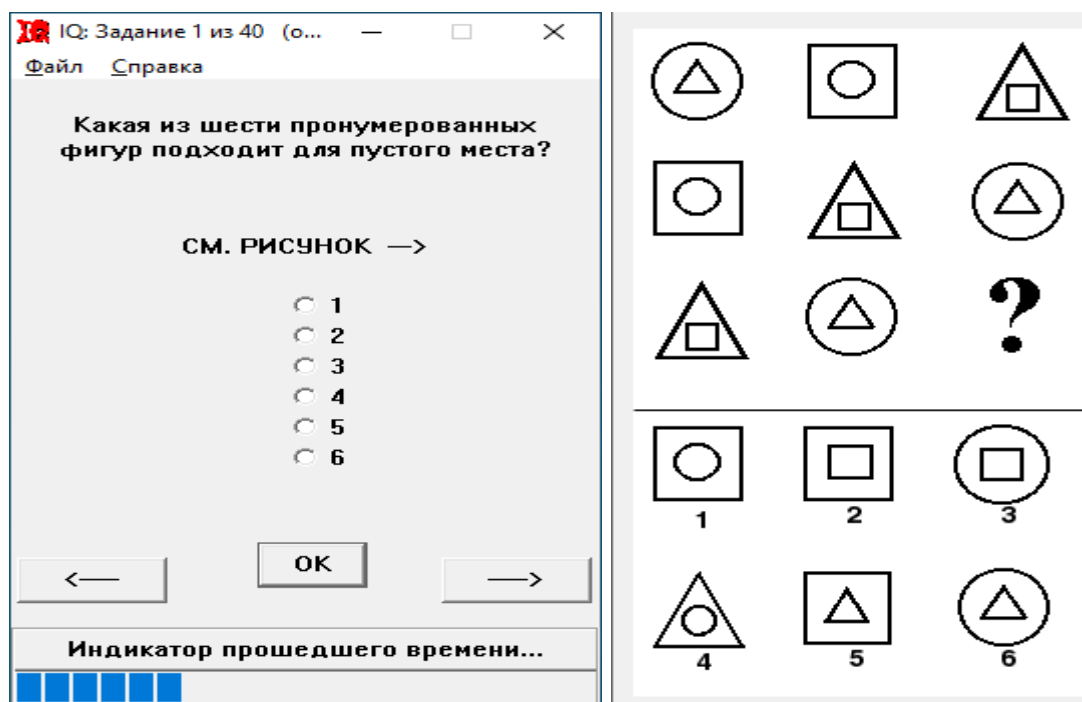 IQ: Задание 1 из 40 (о...
Файл Справка
Какая из шести пронумерованных
фигур подходит для пустого места?
СМ. РИСУНОК —>
1
2
3
4
5
6
<—
OK
—>
Индикатор прошедшего времени...
?
1 2 3
4 5 6